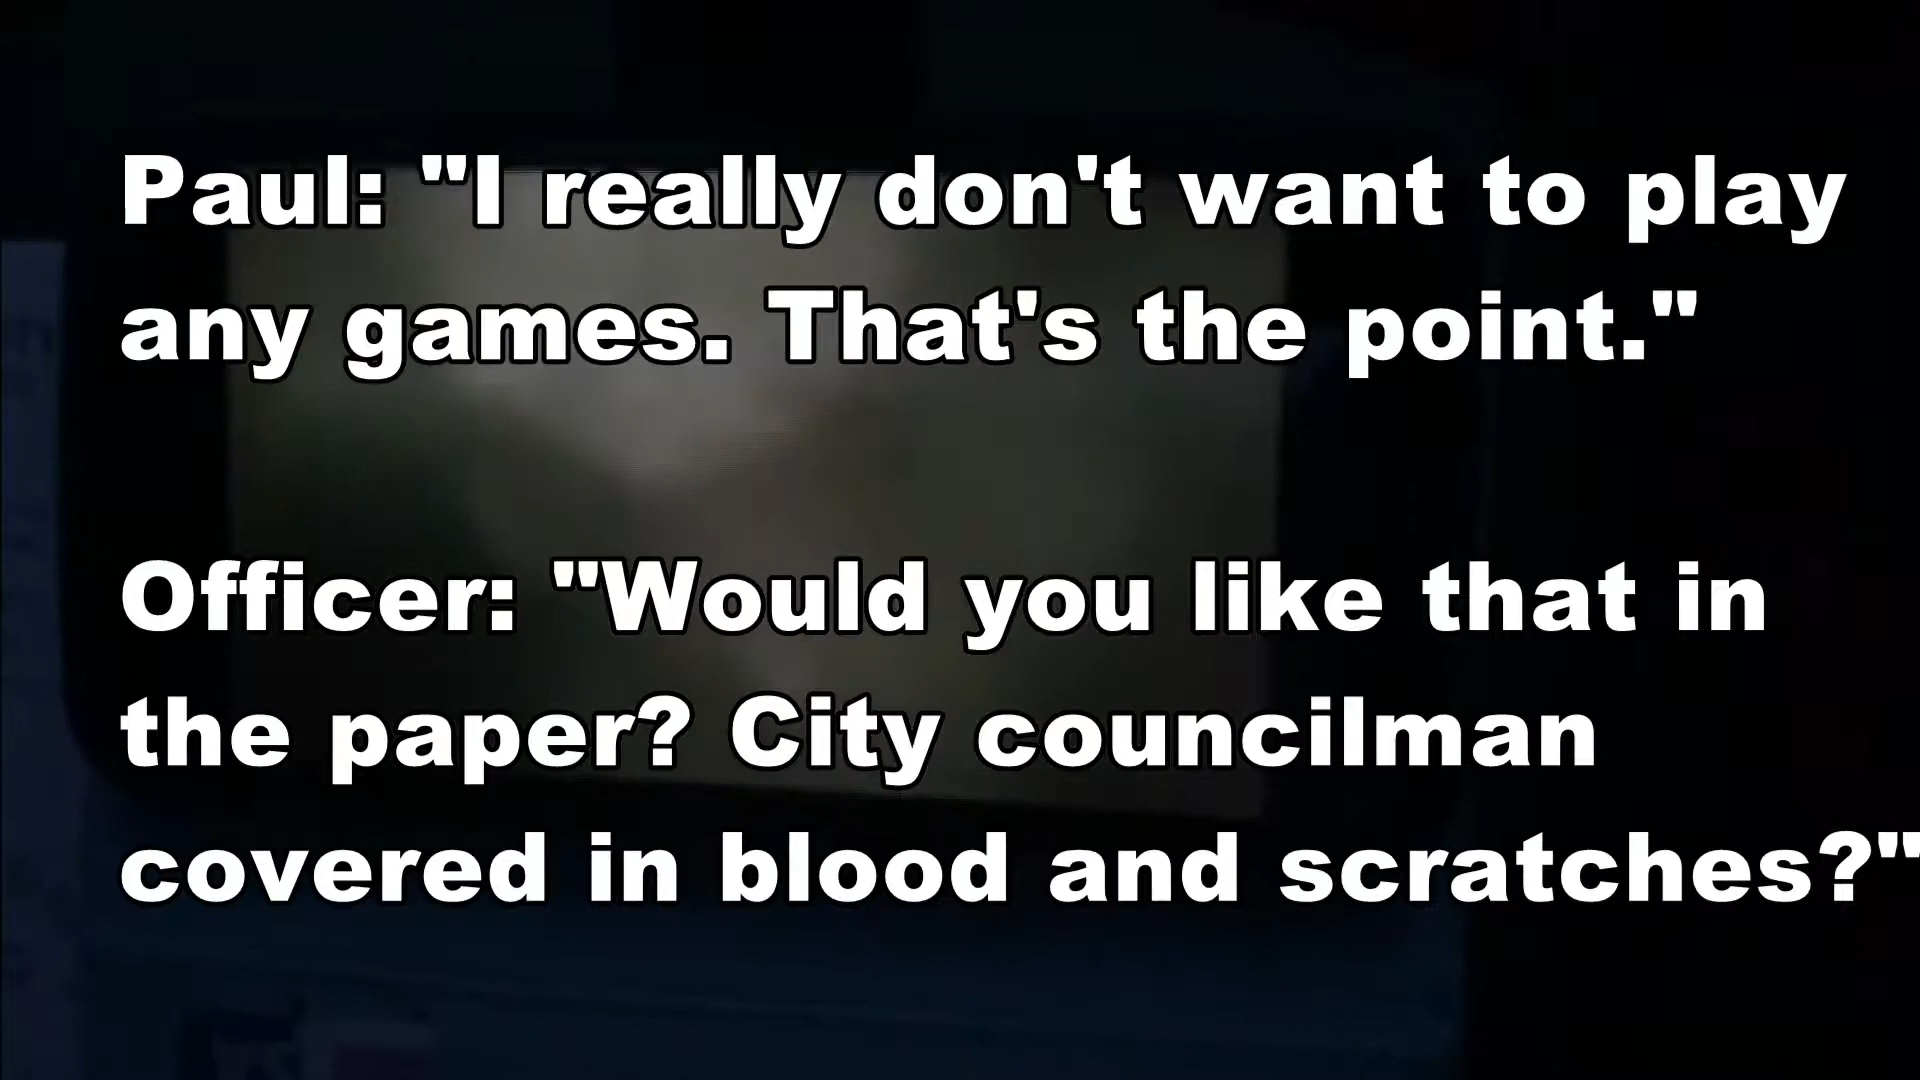 Paul: "I really don't want to play
any games. That's the point."
Officer: "Would you like that in
the paper? City councilman
covered in blood and scratches?"